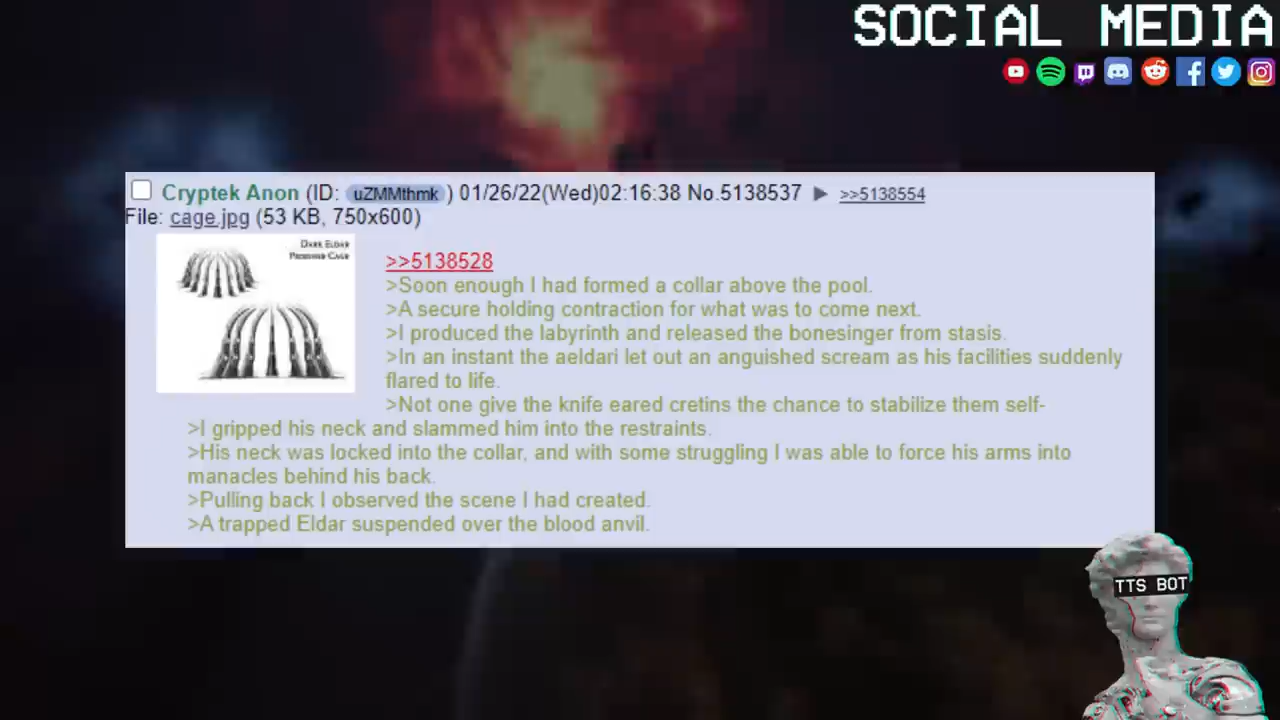 SOCIAL MEDIA
Cryptek Anon (ID: uZMMthmk ) 01/26/22(Wed)02:16:38 No.5138537 ▶ >>5138554
File: cage.jpg (53 KB, 750x600)
DARK ELDAR
PRISONER CAGE
>>5138528
>Soon enough I had formed a collar above the pool.
>A secure holding contraction for what was to come next.
>I produced the labyrinth and released the bonesinger from stasis.
>In an instant the aeldari let out an anguished scream as his facilities suddenly
flared to life.
>Not one give the knife eared cretins the chance to stabilize them self-
>I gripped his neck and slammed him into the restraints.
>His neck was locked into the collar, and with some struggling I was able to force his arms into
manacles behind his back.
>Pulling back I observed the scene I had created.
>A trapped Eldar suspended over the blood anvil.
TTS BOT